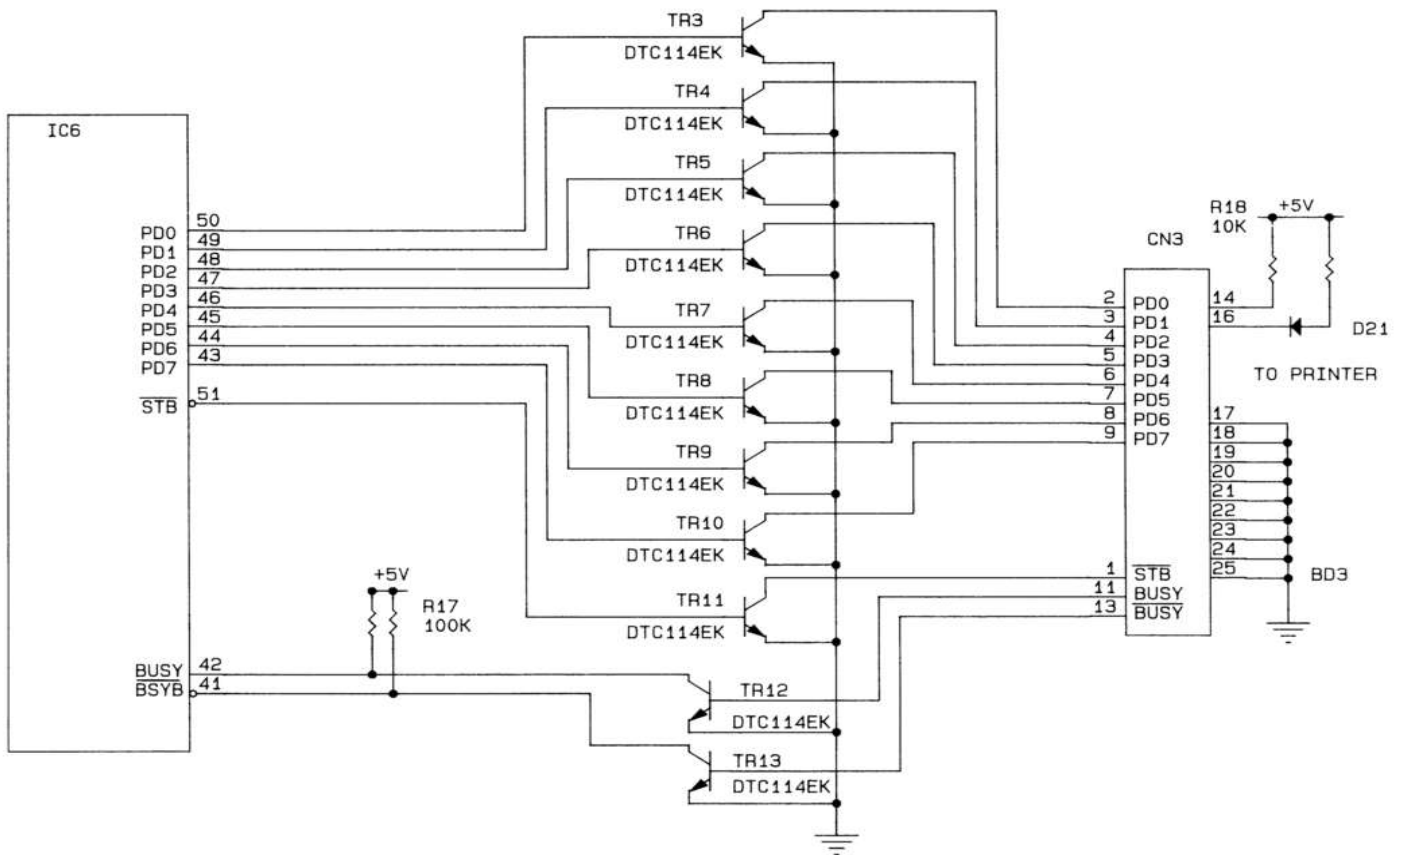 IC6
PD0 50
PD1 49
PD2 48
PD3 47
PD4 46
PD5 45
PD6 44
PD7 43
STB 51
BUSY 42
BSYB 41
+5V
R17
100K
TR3
DTC114EK
TR4
DTC114EK
TR5
DTC114EK
TR6
DTC114EK
TR7
DTC114EK
TR8
DTC114EK
TR9
DTC114EK
TR10
DTC114EK
TR11
DTC114EK
TR12
DTC114EK
TR13
DTC114EK
CN3
2 PD0
3 PD1
4 PD2
5 PD3
6 PD4
7 PD5
8 PD6
9 PD7
1 STB
11 BUSY
13 BUSY
14
16
17
18
19
20
21
22
23
24
25
R18
10K
+5V
D21
TO PRINTER
BD3